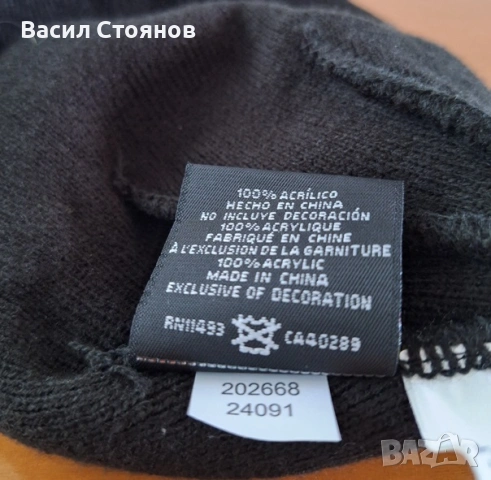 Васил Стоянов
100% ACRÍLICO
HECHO EN CHINA
NO INCLUYE DECORACIÓN
100% ACRYLIQUE
FABRIQUÉ EN CHINE
À L'EXCLUSION DE LA GARNITURE
100% ACRYLIC
MADE IN CHINA
EXCLUSIVE OF DECORATION
RN11493 CA40289
202668
24091
BAZAR